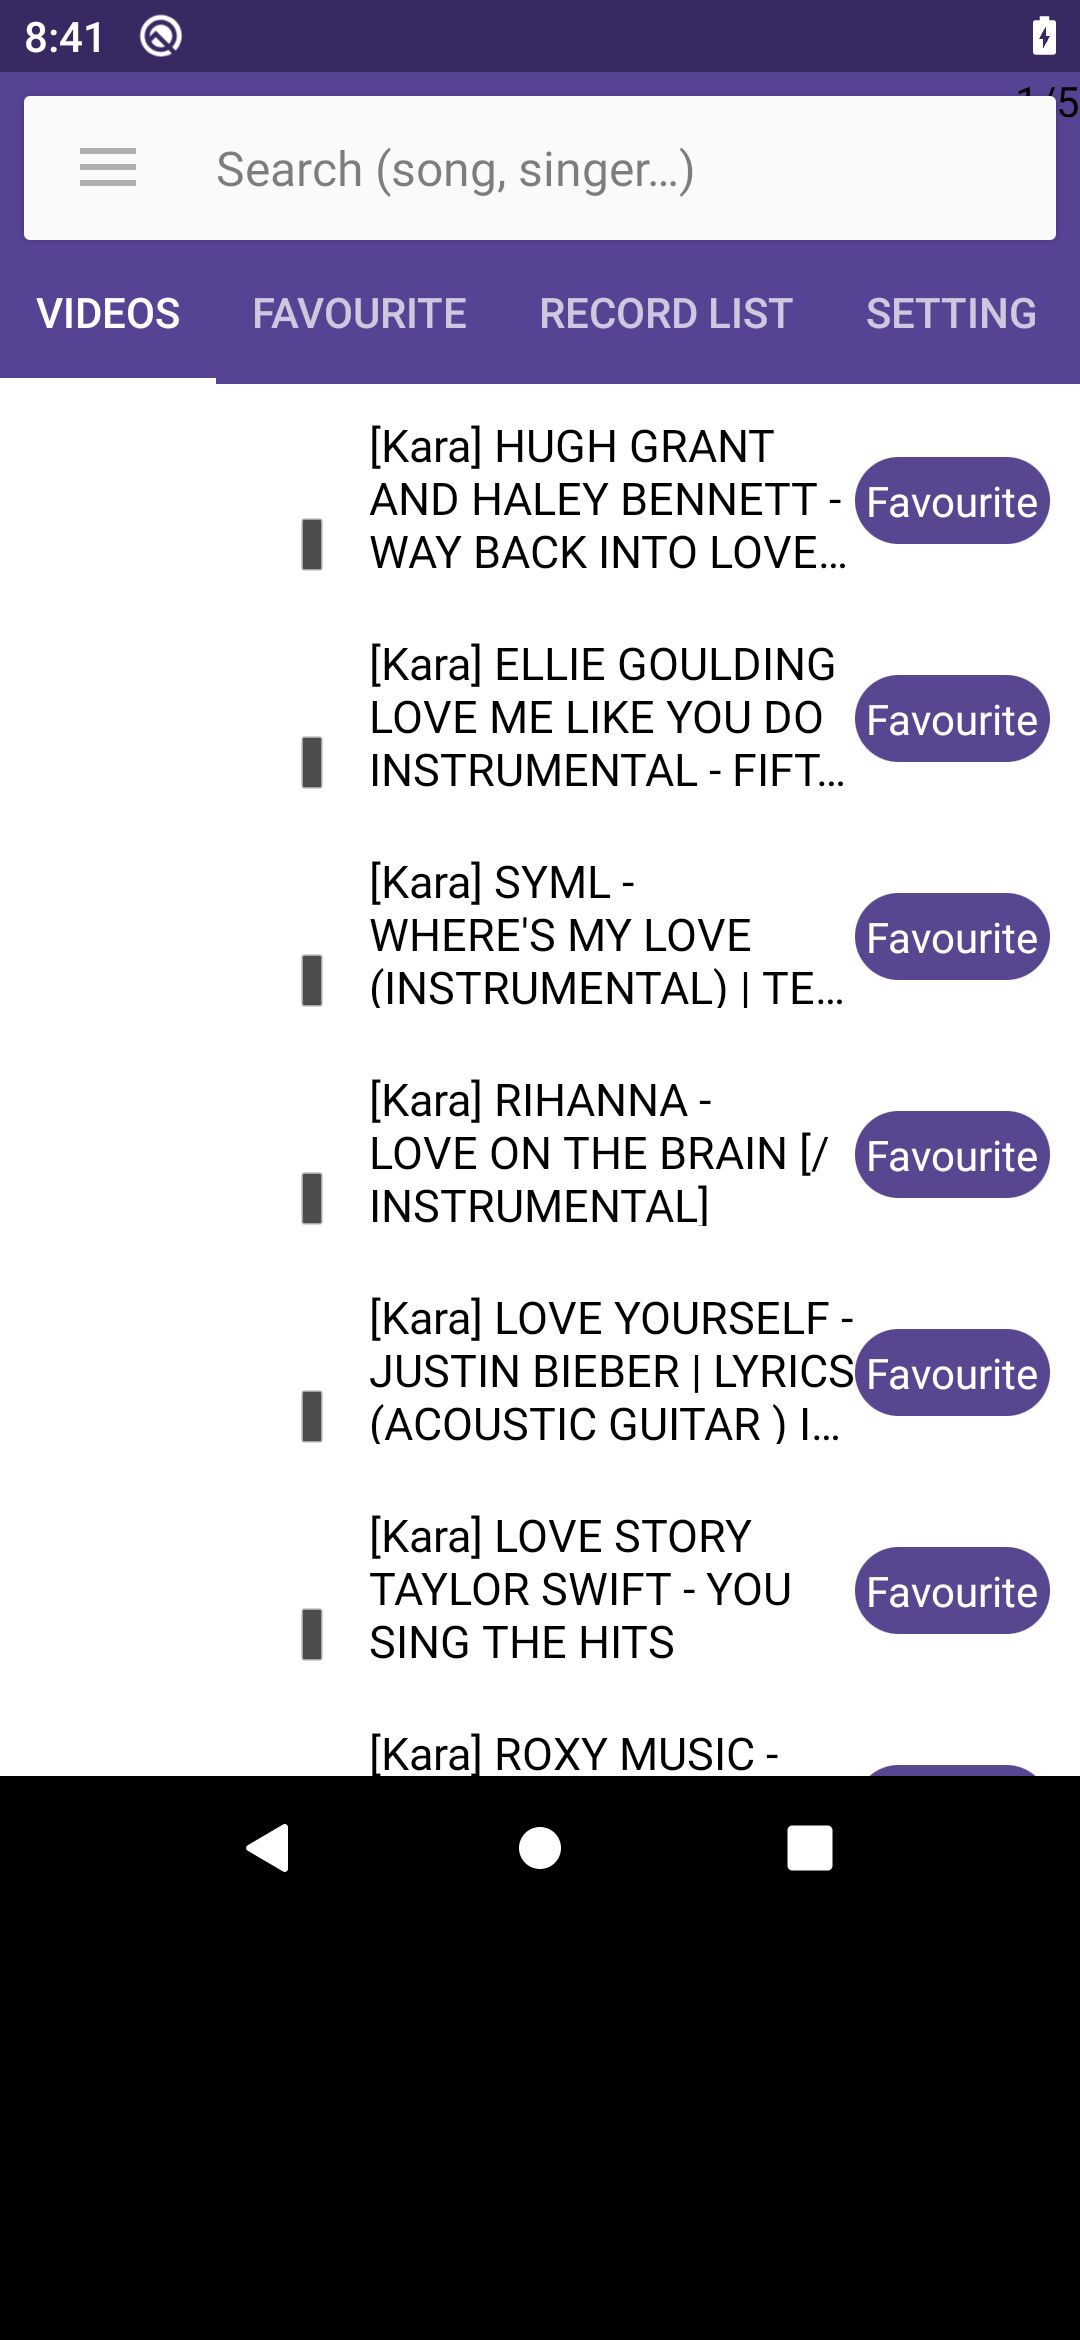 8:41
1/5
Search (song, singer...)
VIDEOS FAVOURITE RECORD LIST SETTING
[Kara] HUGH GRANT
AND HALEY BENNETT -
WAY BACK INTO LOVE...
Favourite
[Kara] ELLIE GOULDING
LOVE ME LIKE YOU DO
INSTRUMENTAL - FIFT...
Favourite
[Kara] SYML -
WHERE'S MY LOVE
(INSTRUMENTAL) | TE...
Favourite
[Kara] RIHANNA -
LOVE ON THE BRAIN [/
INSTRUMENTAL]
Favourite
[Kara] LOVE YOURSELF -
JUSTIN BIEBER | LYRICS
(ACOUSTIC GUITAR ) I...
Favourite
[Kara] LOVE STORY
TAYLOR SWIFT - YOU
SING THE HITS
Favourite
[Kara] ROXY MUSIC -